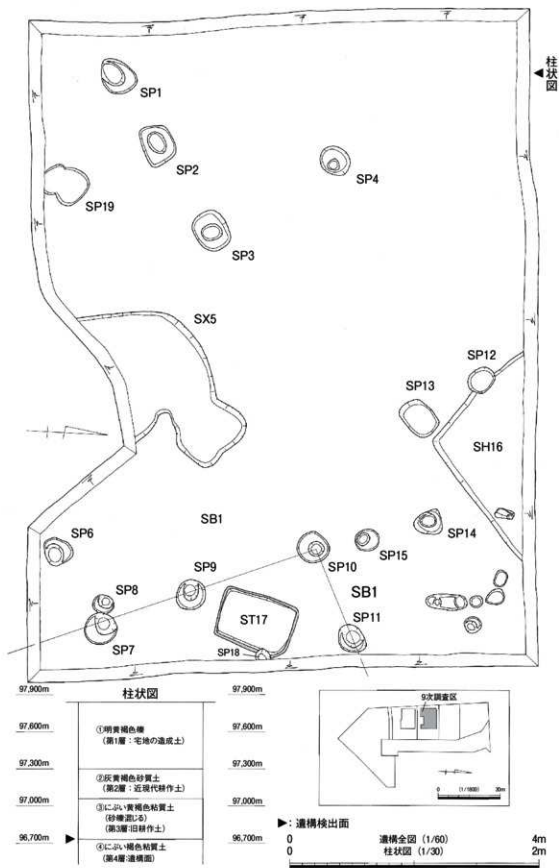 柱状図
SP1
SP2
SP4
SP19
SP3
SX5
SP12
SP13
SH16
SP6
SB1
SP14
SP9
SP10
SP15
SP8
SB1
ST17
SP11
SP7
SP18
97,900m
柱状図
97,900m
9次調査区
97,600m
①明黄褐色礫
97,600m
(第1層：宅地の造成土)
97,300m
97,300m
②灰黄褐色砂質土
(第2層：近現代耕作土)
0 (1/1800) 20m
97,000m
97,000m
③にぶい黄褐色粘質土
(砂礫混じる)
▶：遺構検出面
(第3層:旧耕作土)
96,700m
96,700m
遺構全図 (1/60)
0 4m
④にぶい褐色粘質土
柱状図 (1/30)
(第4層:遺構面)
0 2m